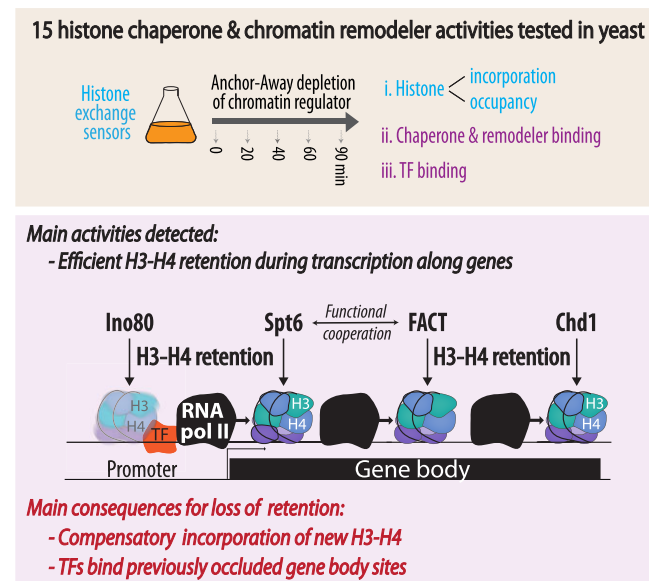 15 histone chaperone & chromatin remodeler activities tested in yeast
Histone
exchange
sensors
Anchor-Away depletion
of chromatin regulator
0
20
40
60
90 min
i. Histone
incorporation
occupancy
ii. Chaperone & remodeler binding
iii. TF binding
Main activities detected:
- Efficient H3-H4 retention during transcription along genes
Ino80
Spt6
Functional
cooperation
FACT
Chd1
H3-H4 retention
H3-H4 retention
H3
H4
TF
RNA
pol II
H3
H4
H3
H4
Promoter
Gene body
Main consequences for loss of retention:
- Compensatory incorporation of new H3-H4
- TFs bind previously occluded gene body sites